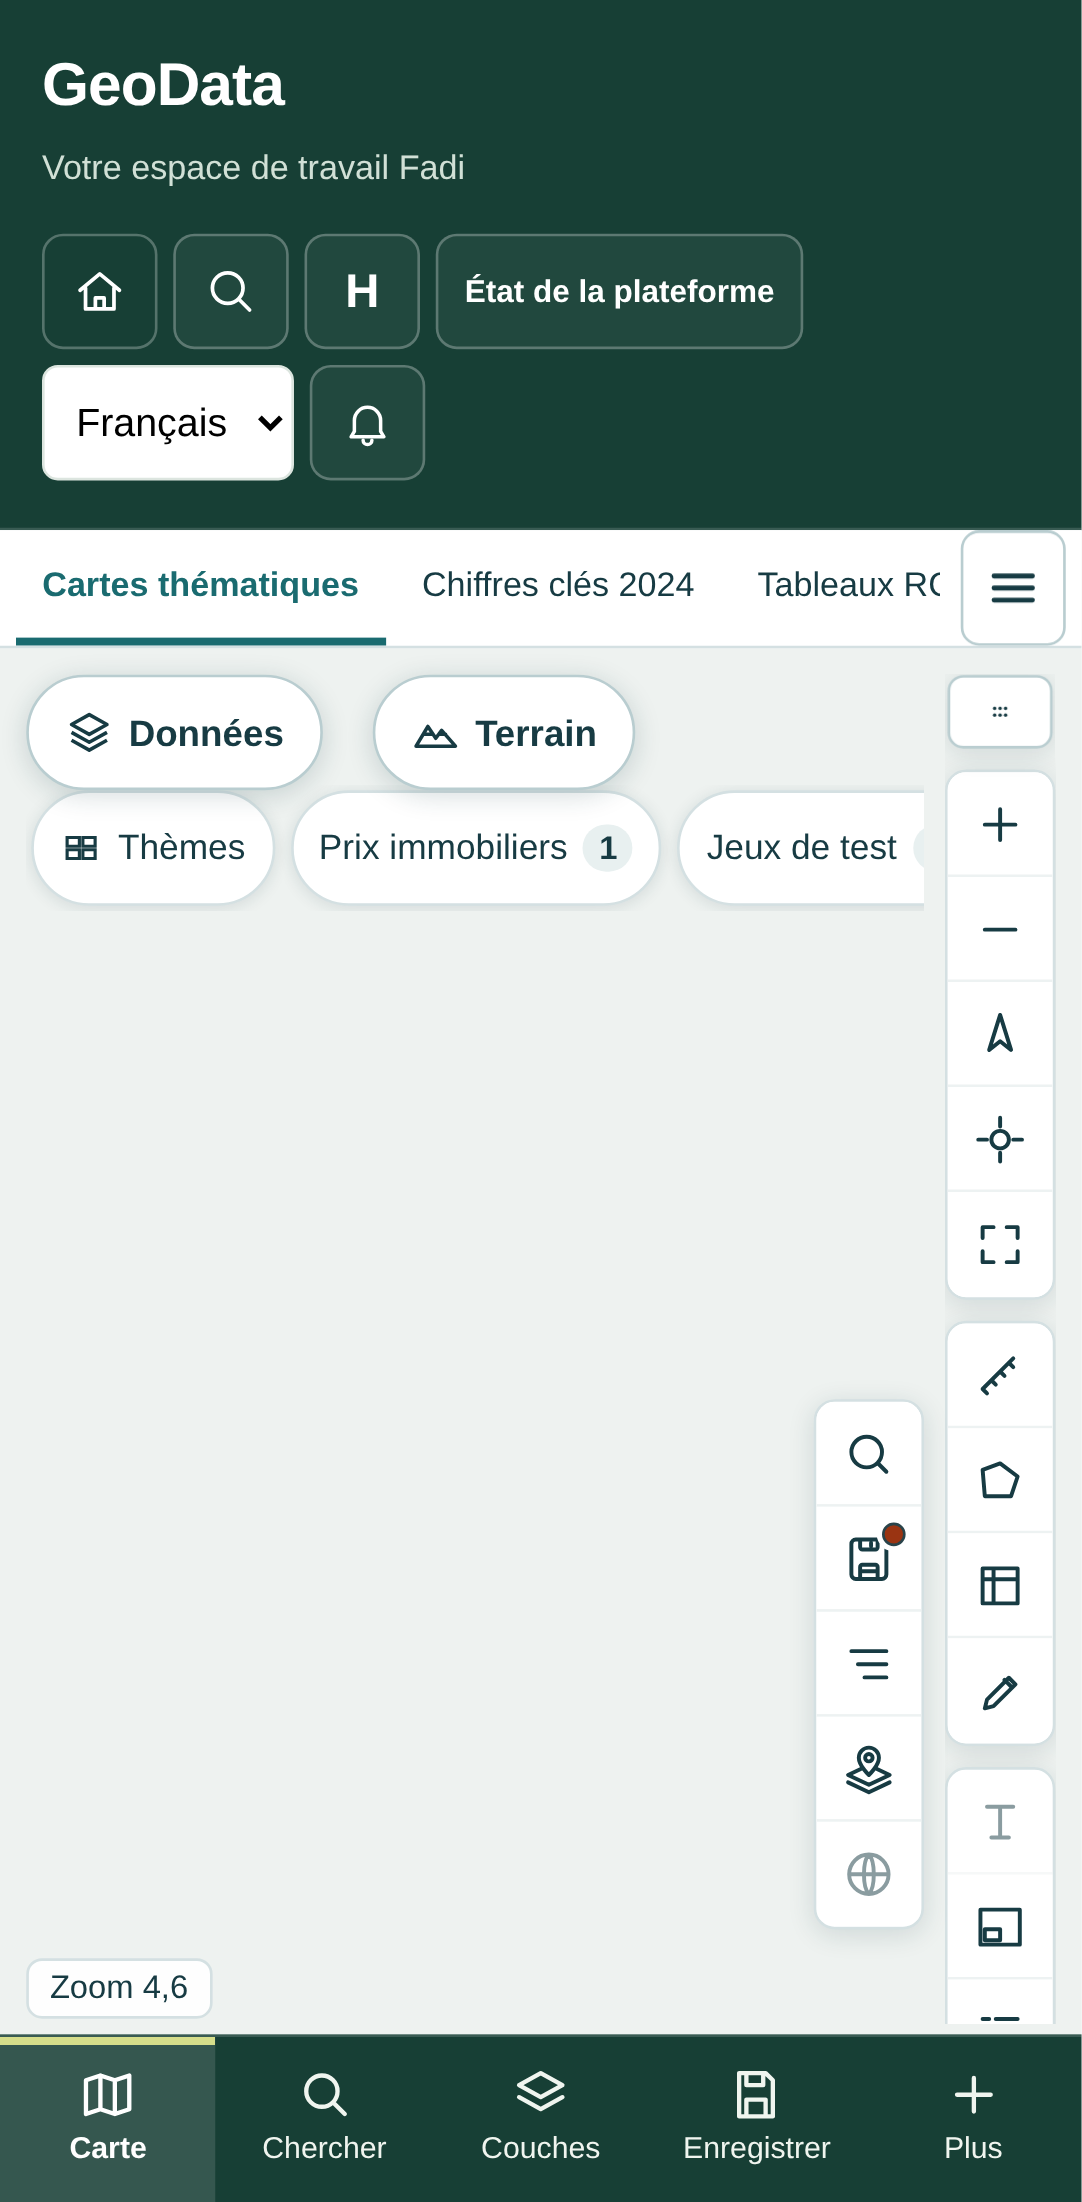 GeoData
Votre espace de travail Fadi
H État de la plateforme
Français
Cartes thématiques Chiffres clés 2024 Tableaux
Données Terrain
Thèmes Prix immobiliers 1 Jeux de test
Zoom 4,6
Carte Chercher Couches Enregistrer Plus